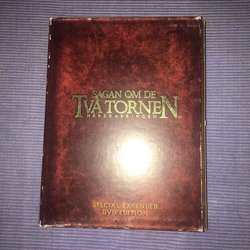 SAGAN OM DE
TVÅ TORNEN
HÄRSKARRINGEN
SPECIAL EXTENDED
DVD EDITION